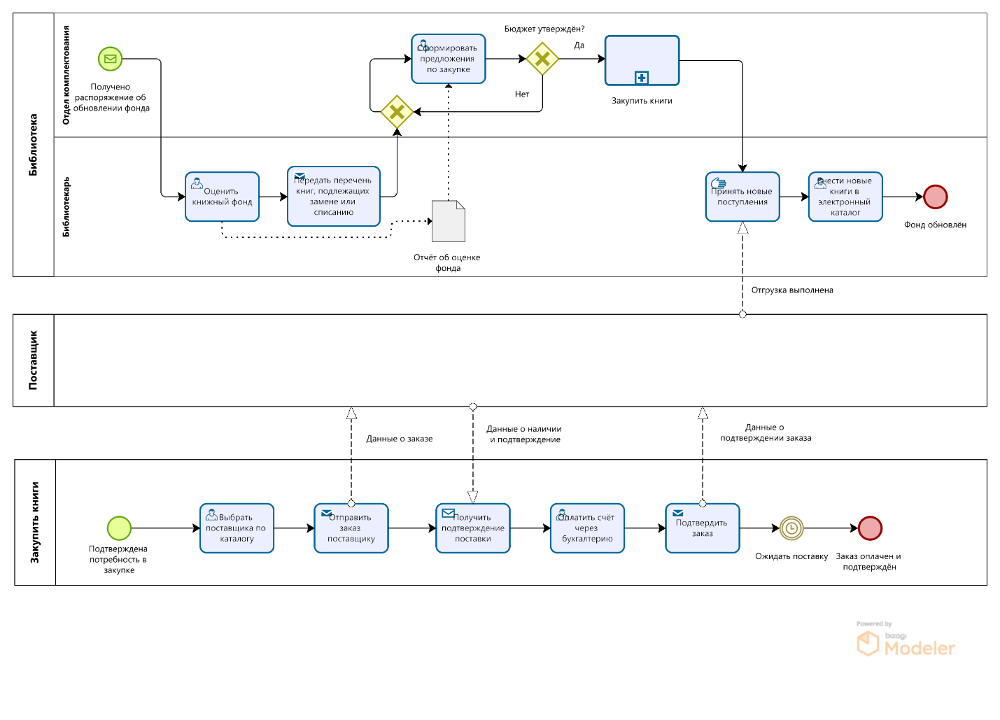 Библиотека
Отдел комплектования
Получено
распоряжение об
обновлении фонда
Сформировать
предложения
по закупке
Бюджет утверждён?
Да
Нет
Закупить книги
Библиотекарь
Оценить
книжный фонд
Передать перечень
книг, подлежащих
замене или
списанию
Отчёт об оценке
фонда
Принять новые
поступления
Внести новые
книги в
электронный
каталог
Фонд обновлён
Отгрузка выполнена
Поставщик
Данные о заказе
Данные о наличии
и подтверждение
Данные о
подтверждении заказа
Закупить книги
Подтверждена
потребность в
закупке
Выбрать
поставщика по
каталогу
Отправить
заказ
поставщику
Получить
подтверждение
поставки
Оплатить счёт
через
бухгалтерию
Подтвердить
заказ
Ожидать поставку
Заказ оплачен и
подтверждён
Powered by
bizagi
Modeler